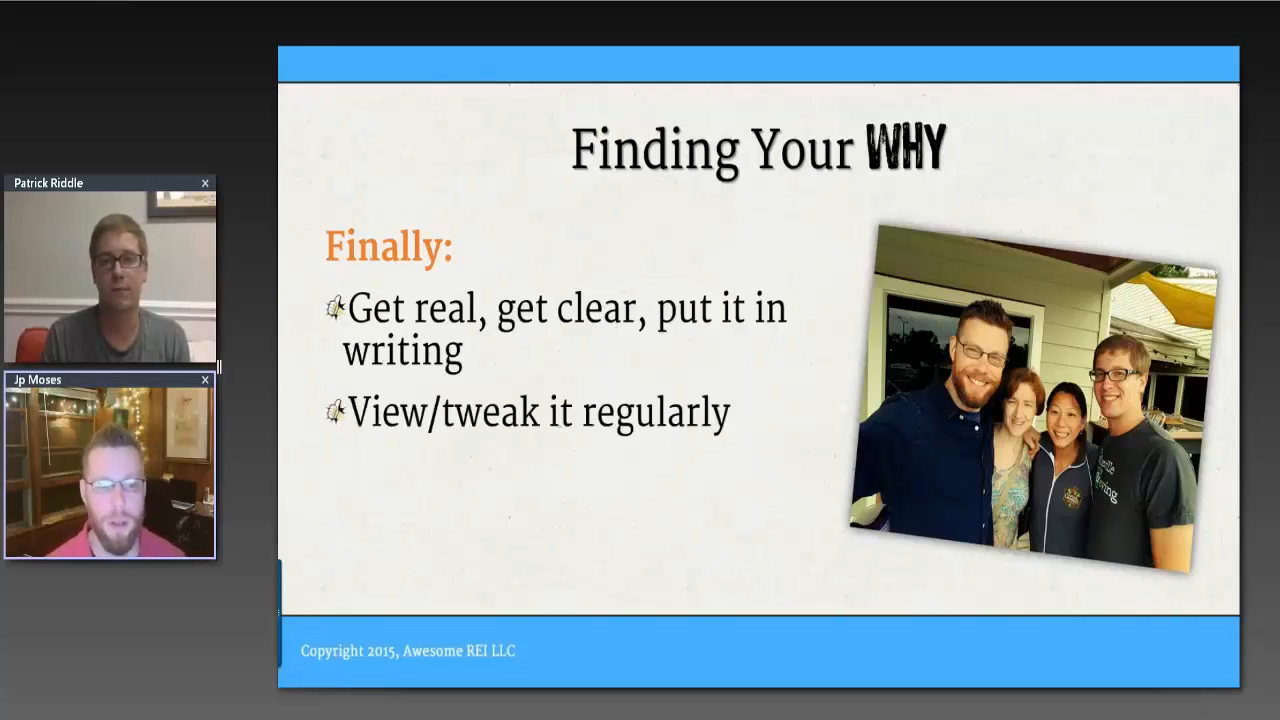 Patrick Riddle
Jp Moses
Finding Your WHY
Finally:
Get real, get clear, put it in
writing
View/tweak it regularly
Copyright 2015, Awesome REI LLC